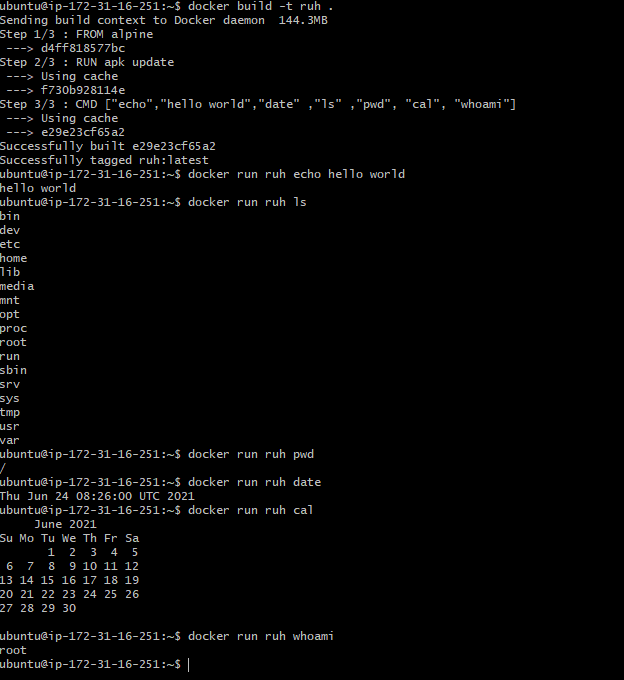 ubuntu@ip-172-31-16-251:~$ docker build -t ruh .
Sending build context to Docker daemon  144.3MB
Step 1/3 : FROM alpine
 ---> d4ff818577bc
Step 2/3 : RUN apk update
 ---> Using cache
 ---> f730b928114e
Step 3/3 : CMD ["echo","hello world","date" ,"ls" ,"pwd", "cal", "whoami"]
 ---> Using cache
 ---> e29e23cf65a2
Successfully built e29e23cf65a2
Successfully tagged ruh:latest
ubuntu@ip-172-31-16-251:~$ docker run ruh echo hello world
hello world
ubuntu@ip-172-31-16-251:~$ docker run ruh ls
bin
dev
etc
home
lib
media
mnt
opt
proc
root
run
sbin
srv
sys
tmp
usr
var
ubuntu@ip-172-31-16-251:~$ docker run ruh pwd
/
ubuntu@ip-172-31-16-251:~$ docker run ruh date
Thu Jun 24 08:26:00 UTC 2021
ubuntu@ip-172-31-16-251:~$ docker run ruh cal
     June 2021
Su Mo Tu We Th Fr Sa
       1  2  3  4  5
 6  7  8  9 10 11 12
13 14 15 16 17 18 19
20 21 22 23 24 25 26
27 28 29 30
ubuntu@ip-172-31-16-251:~$ docker run ruh whoami
root
ubuntu@ip-172-31-16-251:~$